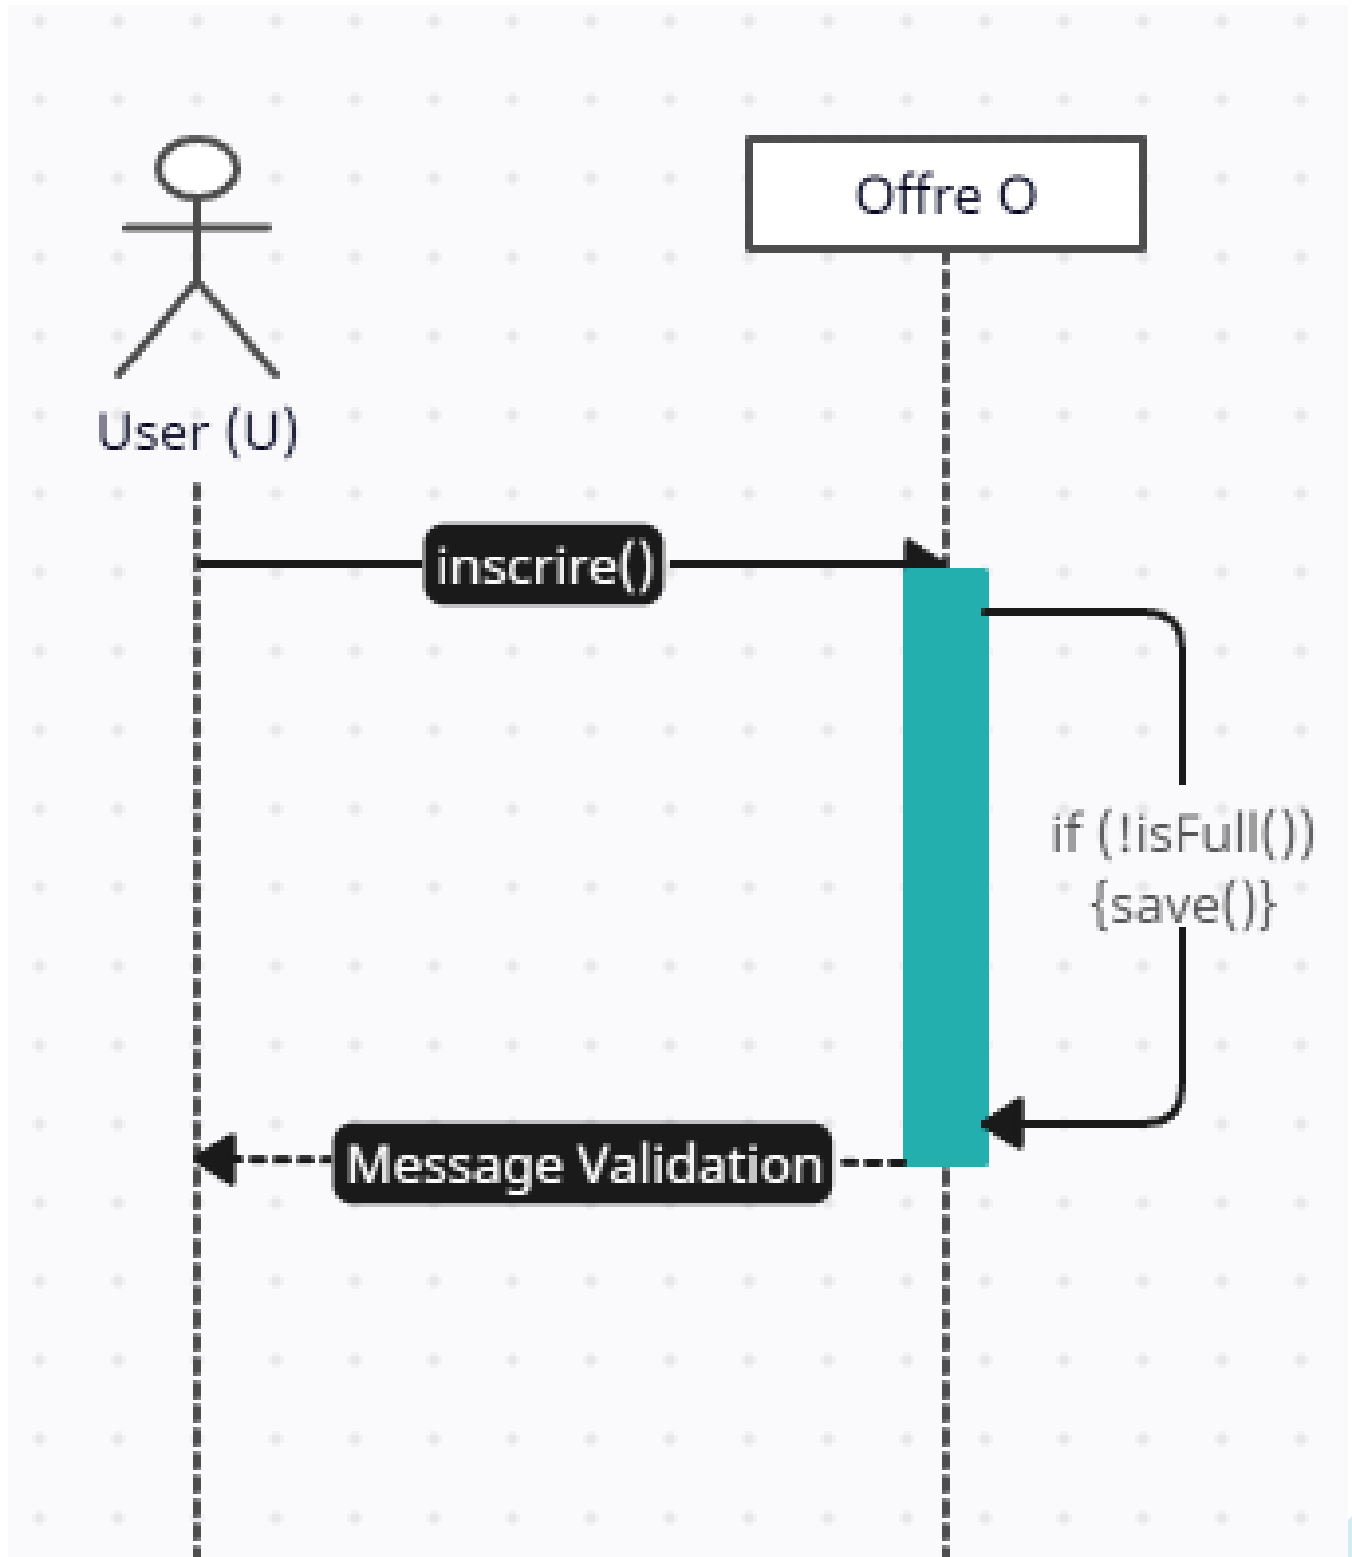 Offre O
User (U)
inscrire()
if (!isFull())
{save()}
Message Validation